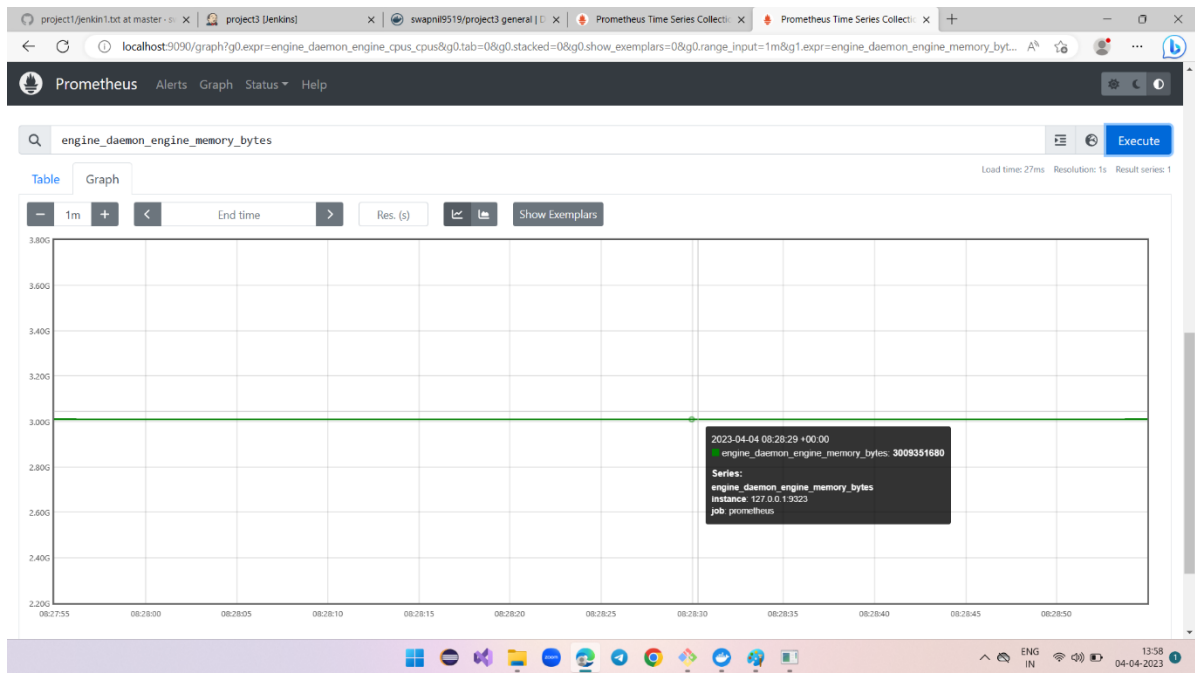 project1/jenkin1.txt at master · s
project3 [Jenkins]
swapnil9519/project3 general | D
Prometheus Time Series Collectic
Prometheus Time Series Collectic
localhost:9090/graph?g0.expr=engine_daemon_engine_cpus_cpus&g0.tab=0&g0.stacked=0&g0.show_exemplars=0&g0.range_input=1m&g1.expr=engine_daemon_engine_memory_byt...
Prometheus Alerts Graph Status Help
engine_daemon_engine_memory_bytes
Execute
Load time: 27ms Resolution: 1s Result series: 1
Table Graph
− 1m + < End time > Res. (s) Show Exemplars
3.80G
3.60G
3.40G
3.20G
3.00G
2.80G
2.60G
2.40G
2.20G
2023-04-04 08:28:29 +00:00
engine_daemon_engine_memory_bytes: 3009351680
Series:
engine_daemon_engine_memory_bytes
instance: 127.0.0.1:9323
job: prometheus
08:27:55 08:28:00 08:28:05 08:28:10 08:28:15 08:28:20 08:28:25 08:28:30 08:28:35 08:28:40 08:28:45 08:28:50
zoom
ENG
IN
13:58
04-04-2023
1